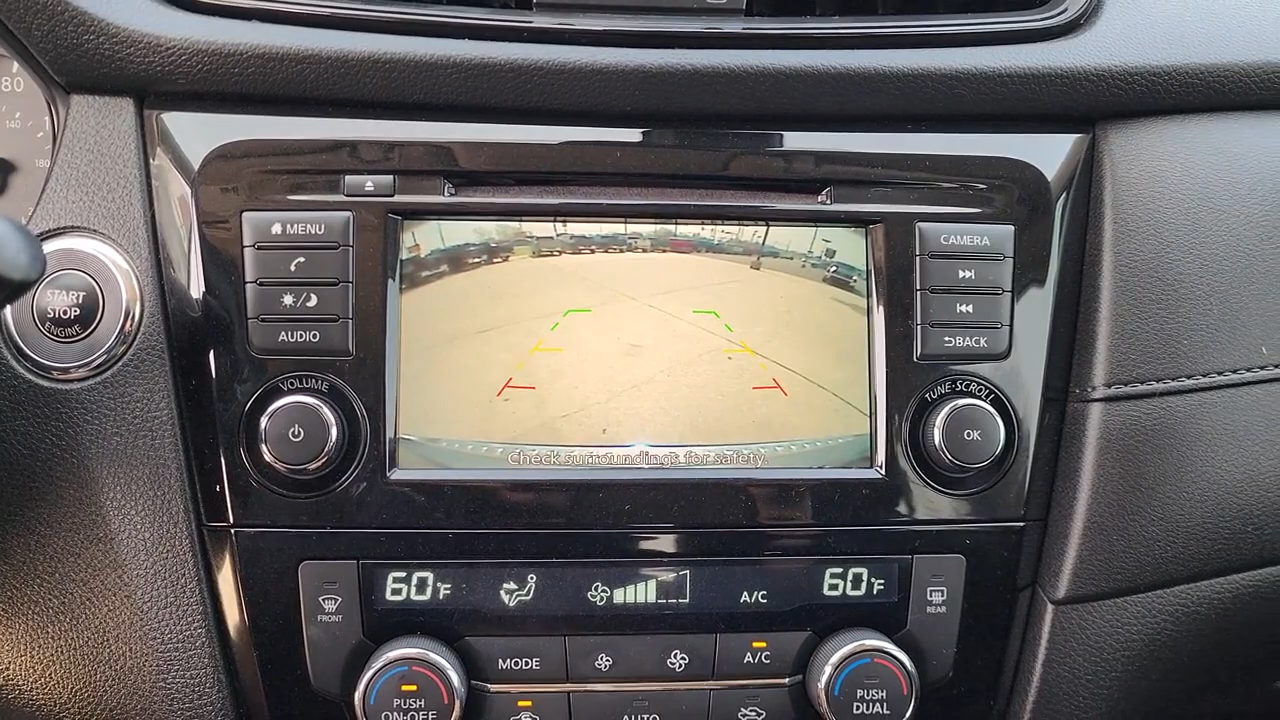 80
140
180
MENU
CAMERA
START
STOP
ENGINE
AUDIO
BACK
VOLUME
TUNE·SCROLL
OK
Check surroundings for safety.
60°F
A/C
60°F
FRONT
REAR
MODE
A/C
PUSH
ON·OFF
AUTO
PUSH
DUAL